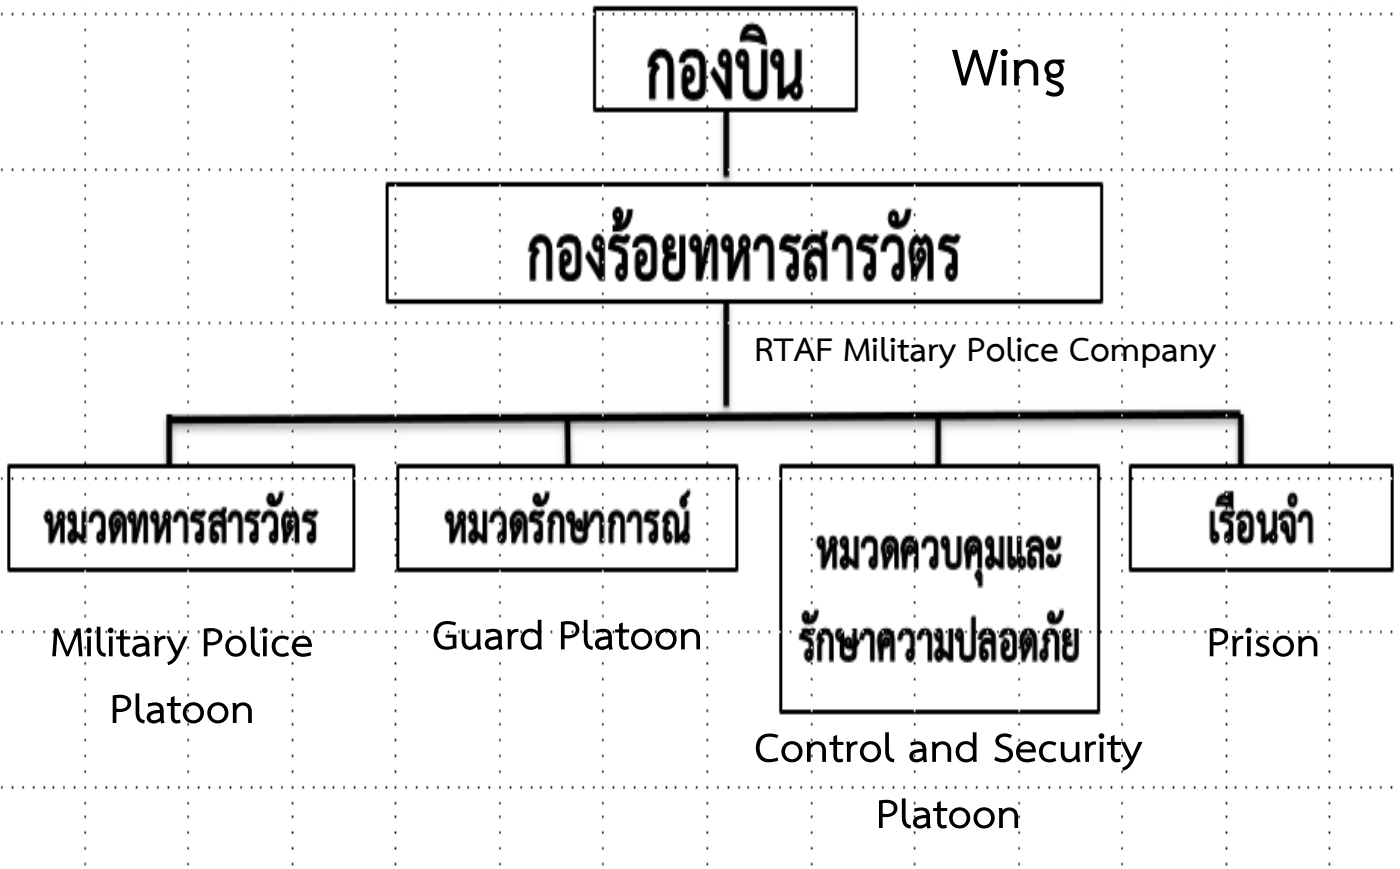 กองบิน
Wing
กองร้อยทหารสารวัตร
RTAF Military Police Company
หมวดทหารสารวัตร
Military Police
Platoon
หมวดรักษาการณ์
Guard Platoon
หมวดควบคุมและ
รักษาความปลอดภัย
Control and Security
Platoon
เรือนจำ
Prison